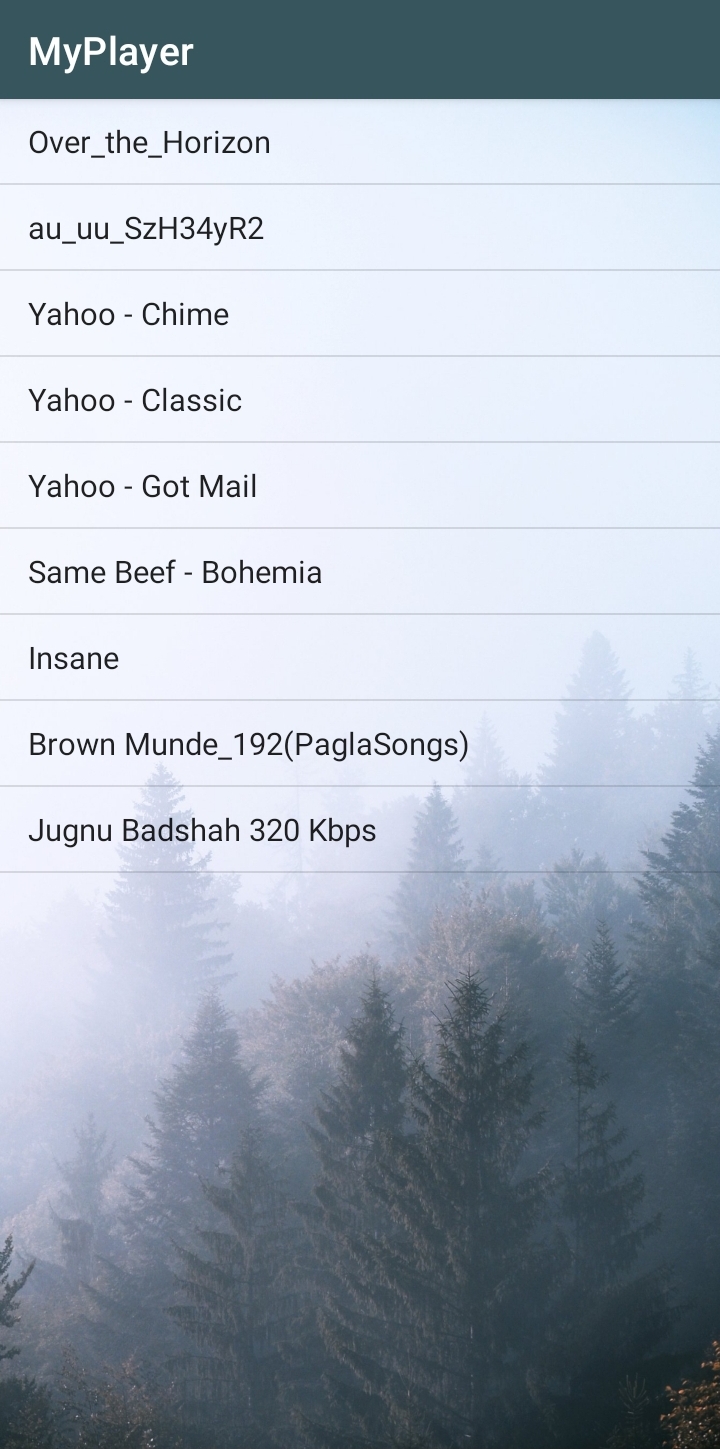 MyPlayer
Over_the_Horizon
au_uu_SzH34yR2
Yahoo - Chime
Yahoo - Classic
Yahoo - Got Mail
Same Beef - Bohemia
Insane
Brown Munde_192(PaglaSongs)
Jugnu Badshah 320 Kbps